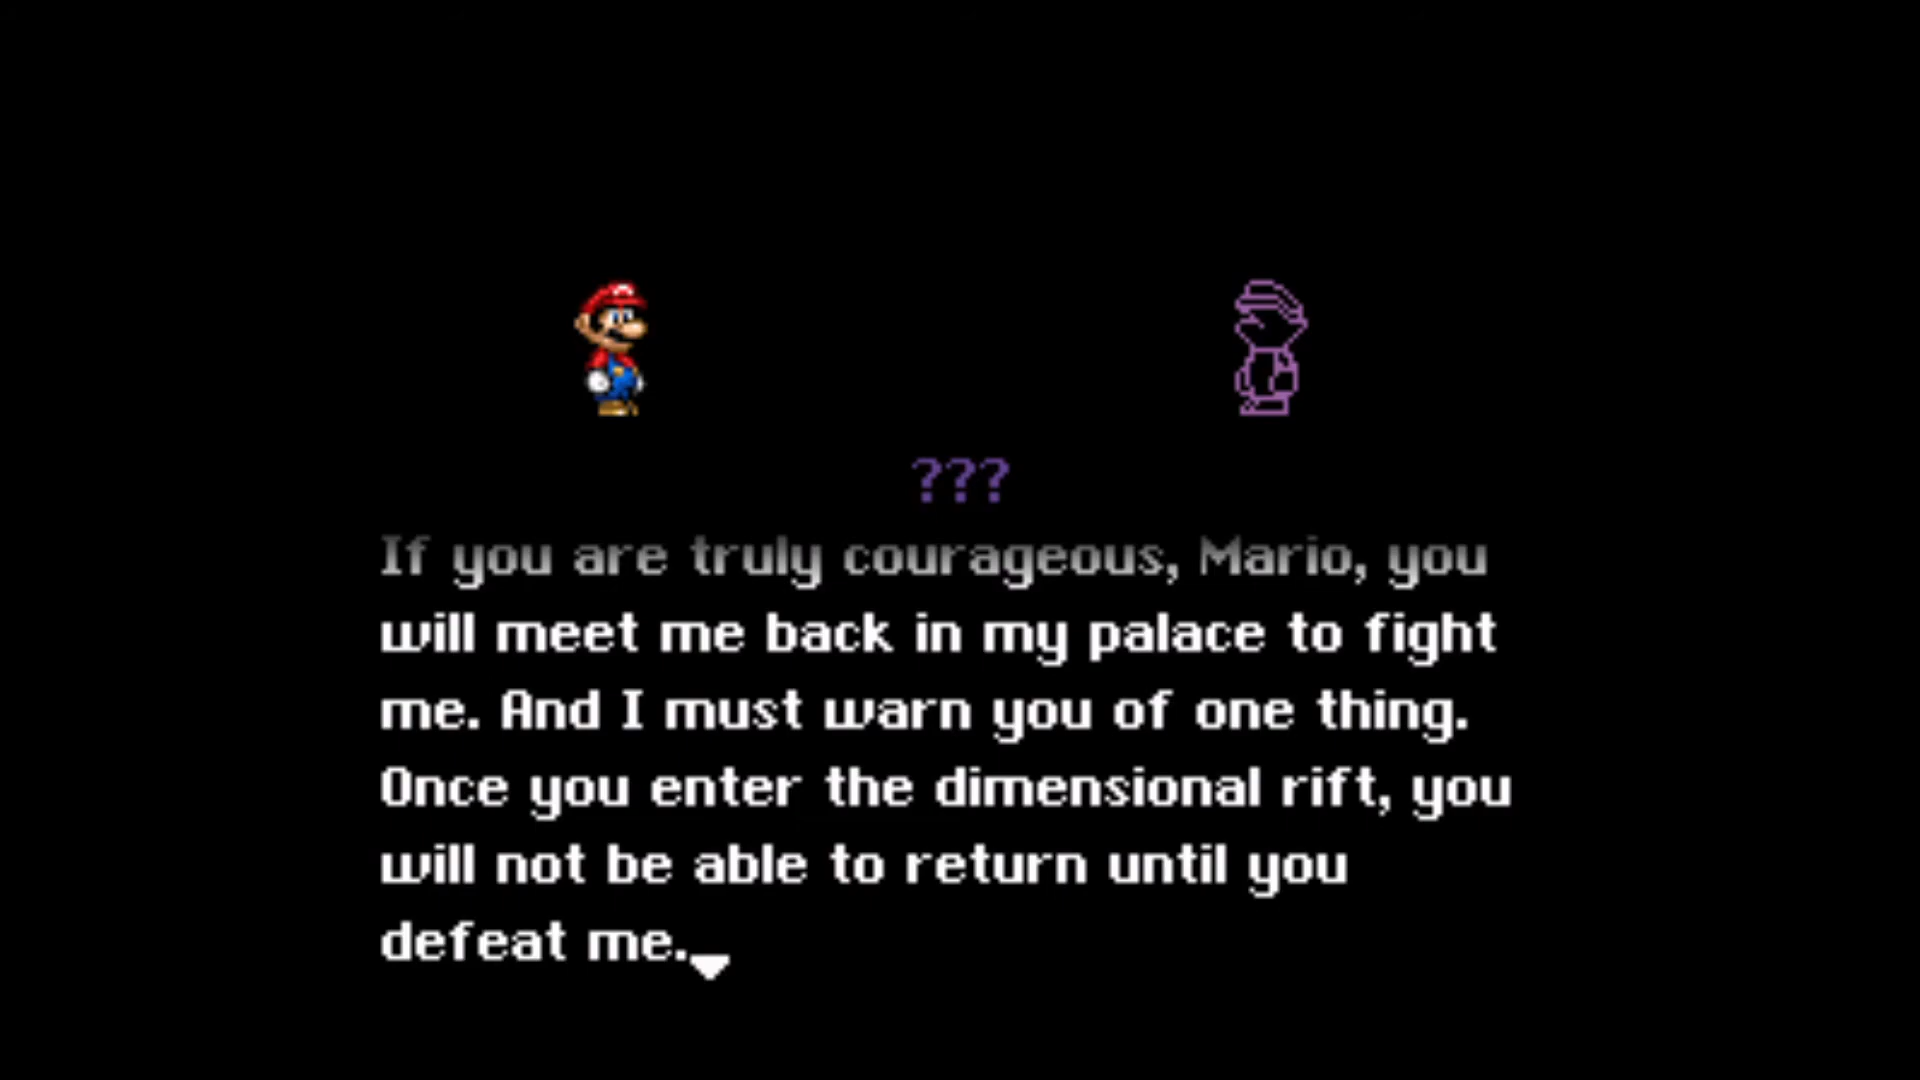 ???
If you are truly courageous, Mario, you
will meet me back in my palace to fight
me. And I must warn you of one thing.
Once you enter the dimensional rift, you
will not be able to return until you
defeat me.